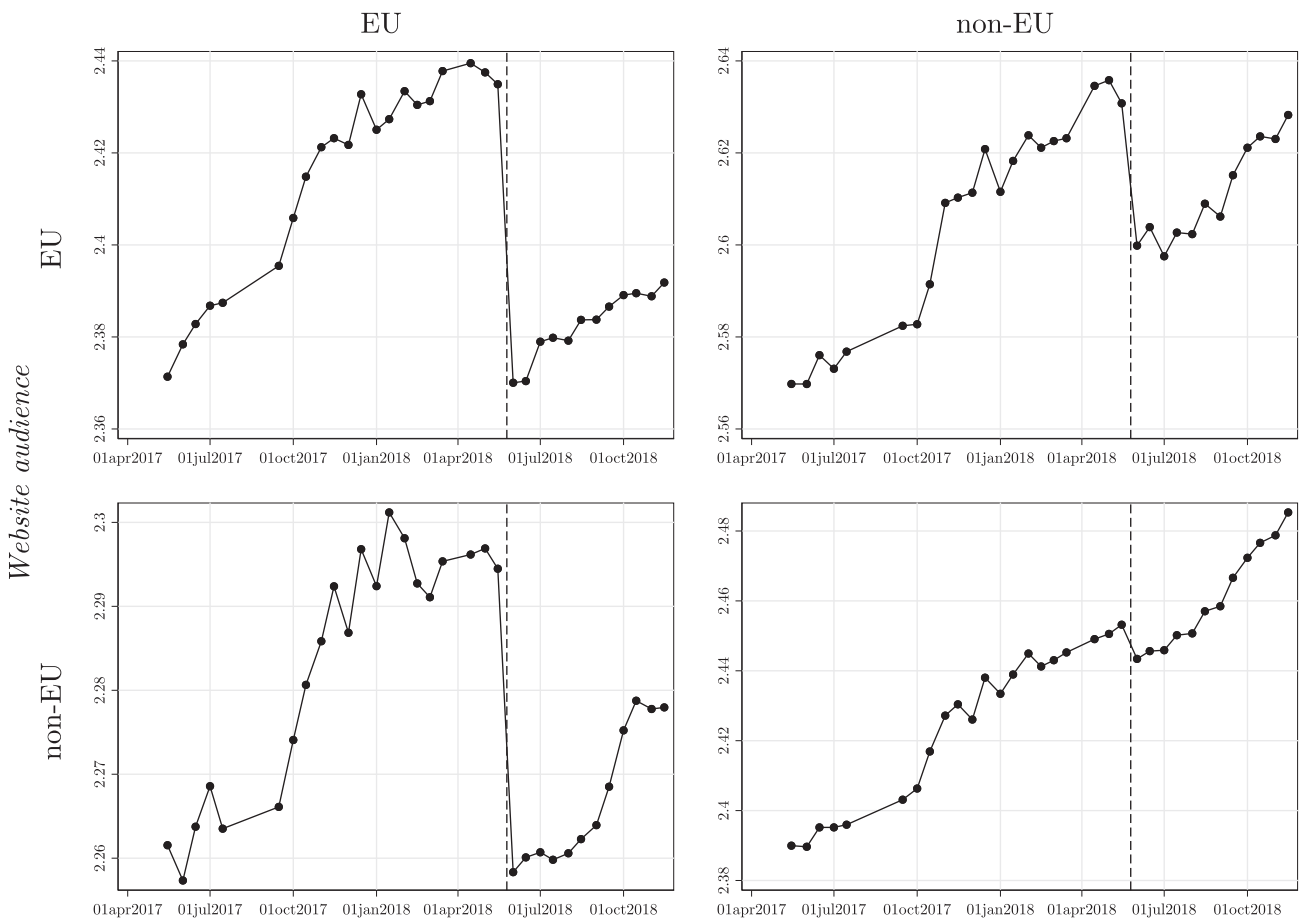 EU
non-EU
Website audience
EU
2.44
2.42
2.4
2.38
2.36
01apr2017 01jul2017 01oct2017 01jan2018 01apr2018 01jul2018 01oct2018
2.64
2.62
2.6
2.58
2.56
01apr2017 01jul2017 01oct2017 01jan2018 01apr2018 01jul2018 01oct2018
non-EU
2.3
2.29
2.28
2.27
2.26
01apr2017 01jul2017 01oct2017 01jan2018 01apr2018 01jul2018 01oct2018
2.48
2.46
2.44
2.42
2.4
2.38
01apr2017 01jul2017 01oct2017 01jan2018 01apr2018 01jul2018 01oct2018